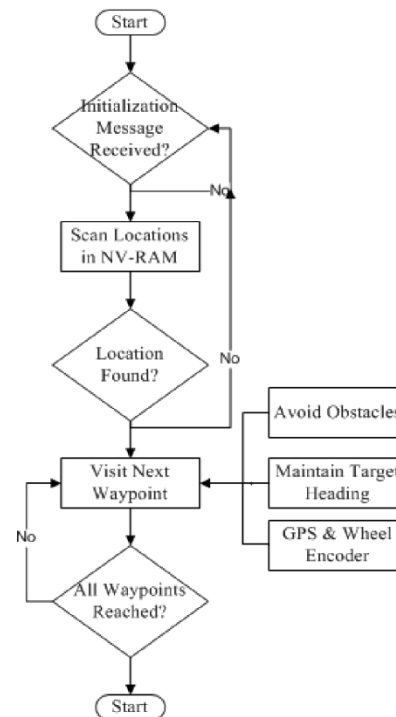 Start
Initialization
Message
Received?
No
Scan Locations
in NV-RAM
Location
Found?
No
Avoid Obstacles
Visit Next
Waypoint
Maintain Target
Heading
No
GPS & Wheel
Encoder
All Waypoints
Reached?
Start